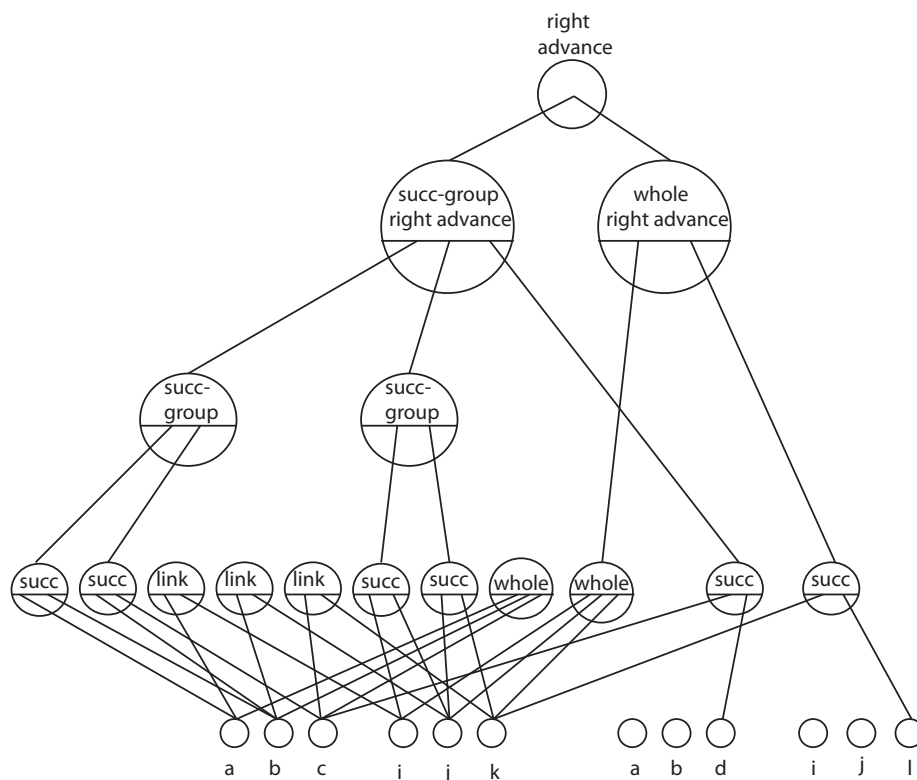 right
advance
succ-group
right advance
whole
right advance
succ-
group
succ-
group
succ succ link link link succ succ whole whole succ succ
a b c i j k a b d i j l